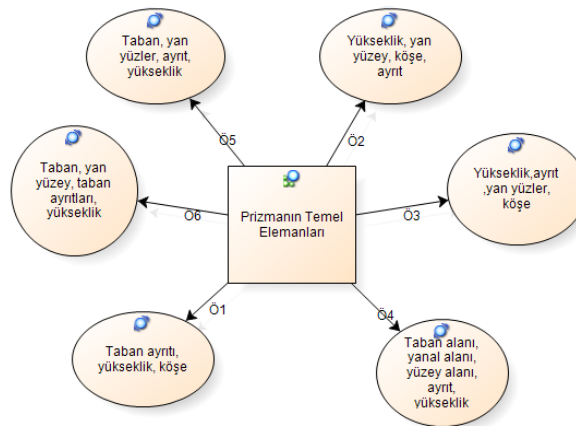 Taban, yan
yüzler, ayrıt,
yükseklik
Yükseklik, yan
yüzey, köşe,
ayrıt
Ö5
Ö2
Taban, yan
yüzey, taban
ayrıtları,
yükseklik
Yükseklik,ayrıt
,yan yüzler,
köşe
Ö6
Prizmanın Temel
Elemanları
Ö3
Ö1
Ö4
Taban ayrıtı,
yükseklik, köşe
Taban alanı,
yanal alanı,
yüzey alanı,
ayrıt,
yükseklik